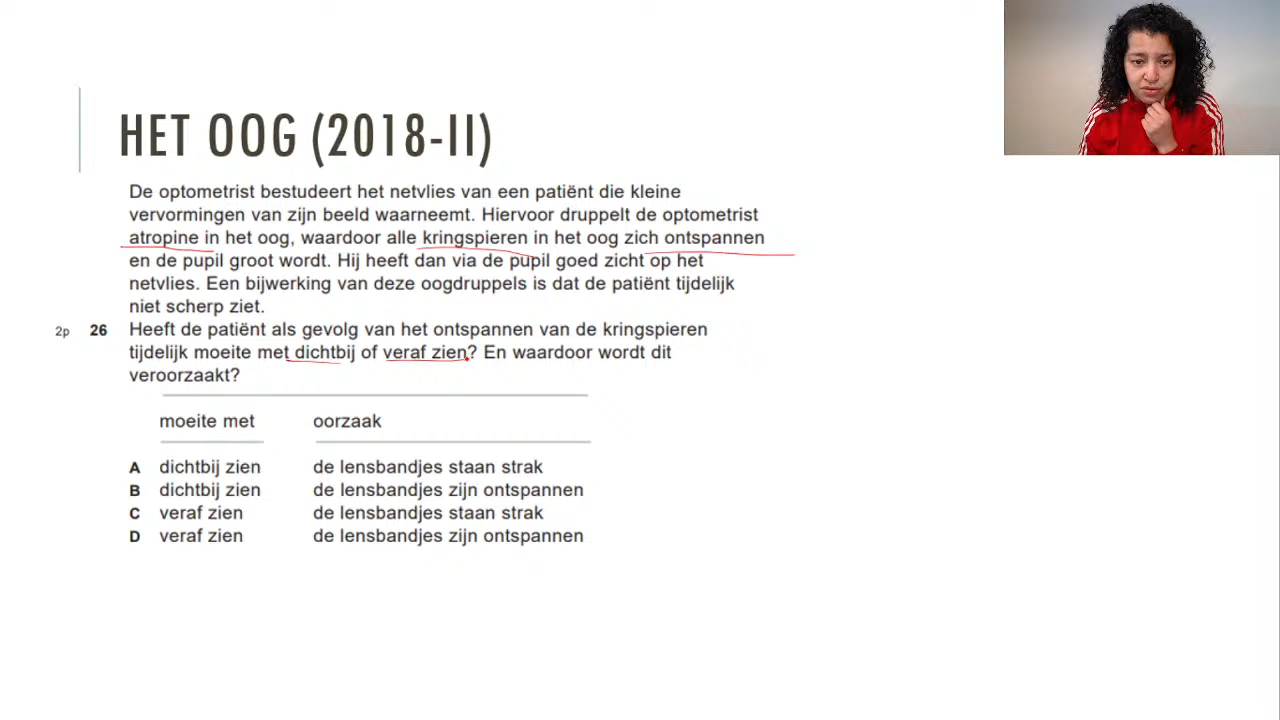 HET OOG (2018-II)
De optometrist bestudeert het netvlies van een patiënt die kleine
vervormingen van zijn beeld waarneemt. Hiervoor druppelt de optometrist
atropine in het oog, waardoor alle kringspieren in het oog zich ontspannen
en de pupil groot wordt. Hij heeft dan via de pupil goed zicht op het
netvlies. Een bijwerking van deze oogdruppels is dat de patiënt tijdelijk
niet scherp ziet.
2p 26 Heeft de patiënt als gevolg van het ontspannen van de kringspieren
tijdelijk moeite met dichtbij of veraf zien? En waardoor wordt dit
veroorzaakt?
moeite met oorzaak
A dichtbij zien de lensbandjes staan strak
B dichtbij zien de lensbandjes zijn ontspannen
C veraf zien de lensbandjes staan strak
D veraf zien de lensbandjes zijn ontspannen